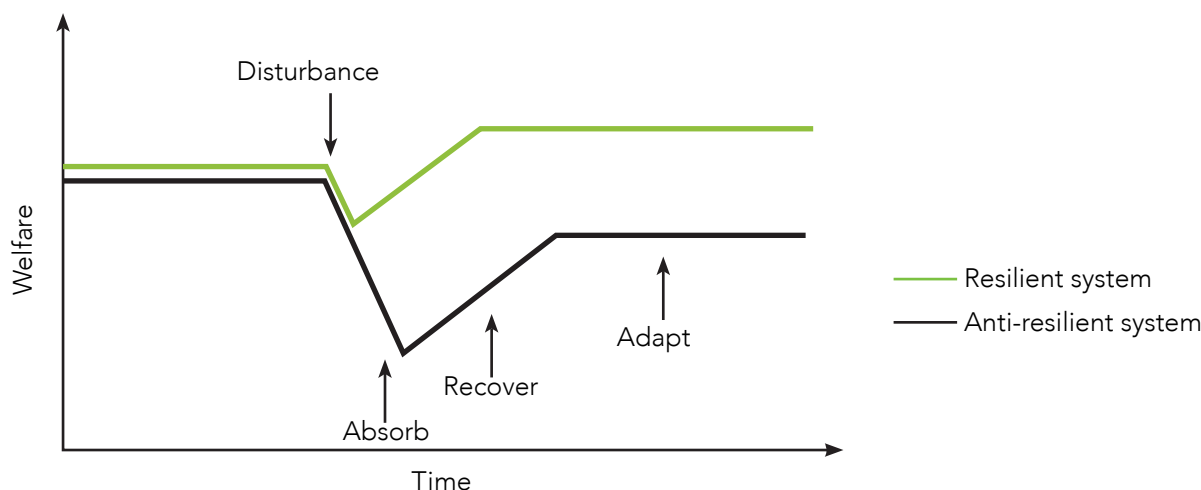 Disturbance
Welfare
Resilient system
Anti-resilient system
Adapt
Recover
Absorb
Time